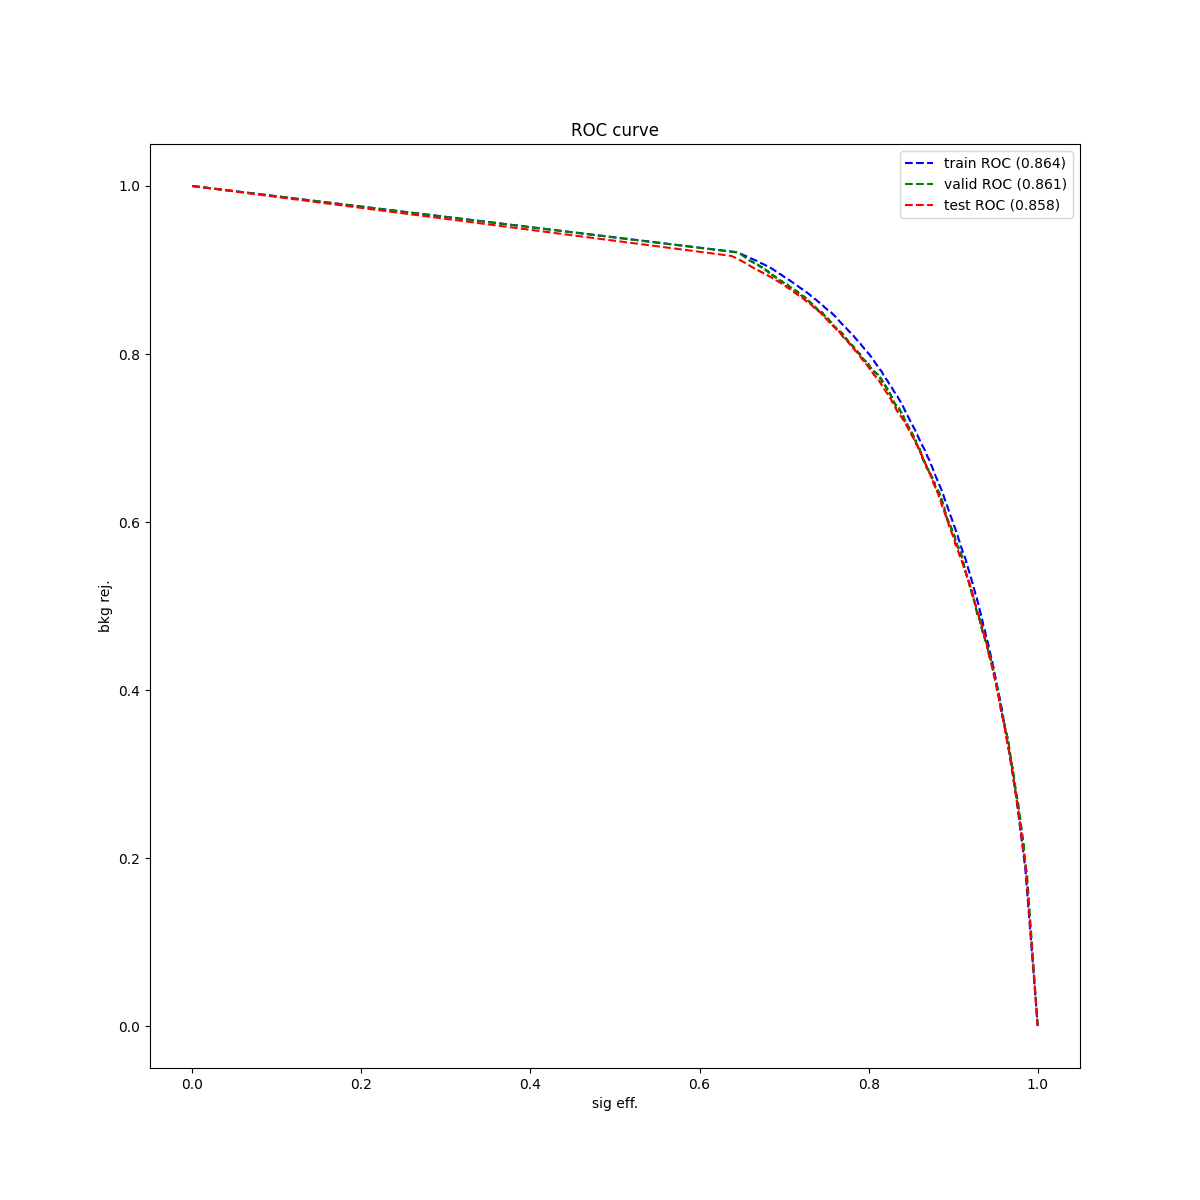 ROC curve
train ROC (0.864)
valid ROC (0.861)
test ROC (0.858)
1.0
0.8
0.6
0.4
0.2
0.0
bkg rej.
0.0 0.2 0.4 0.6 0.8 1.0
sig eff.